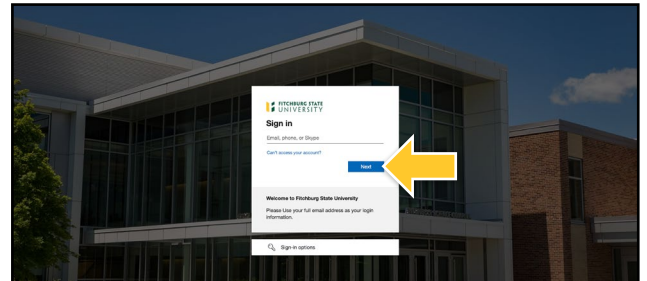 FITCHBURG STATE
UNIVERSITY
Sign in
Email, phone, or Skype
Can't access your account?
Next
Welcome to Fitchburg State University
Please Use your full email address as your login
information.
Sign-in options